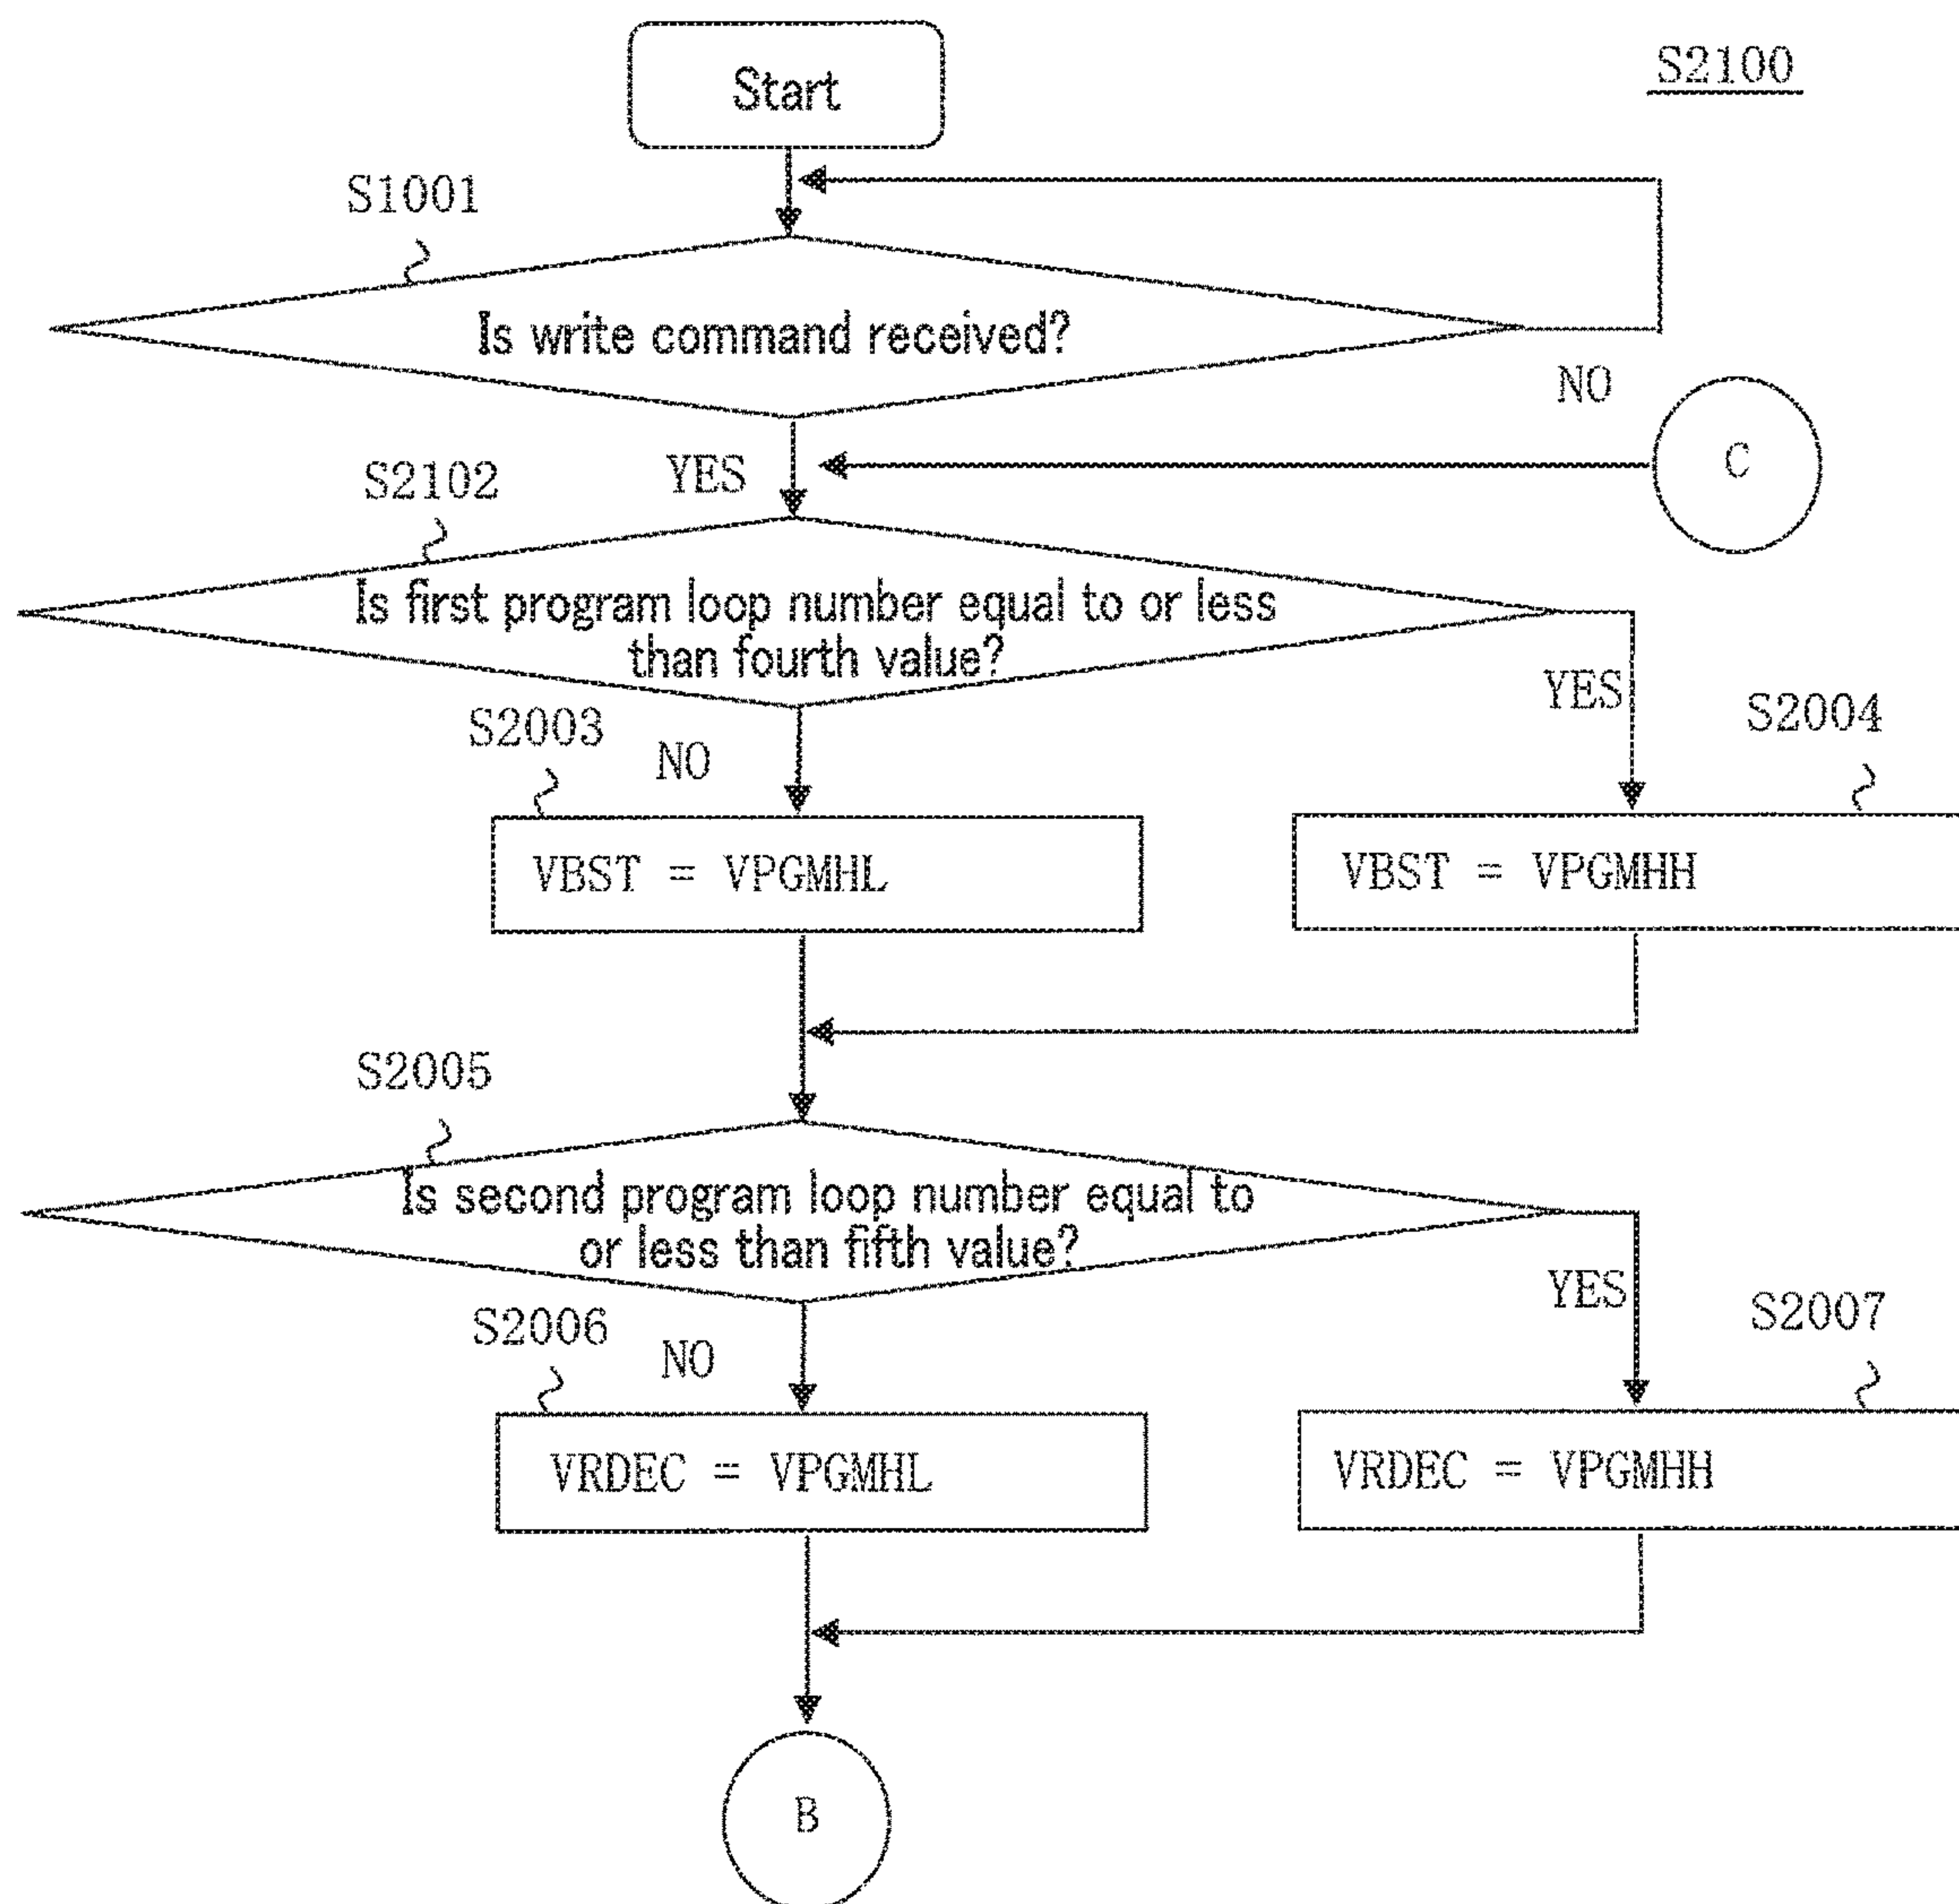 S2100
Start
S1001
Is write command received?
NO
C
YES
S2102
Is first program loop number equal to or less
than fourth value?
YES
S2004
S2003
NO
VBST = VPGMHL
VBST = VPGMHH
S2005
Is second program loop number equal to
or less than fifth value?
YES
S2007
S2006
NO
VRDEC = VPGMHL
VRDEC = VPGMHH
B